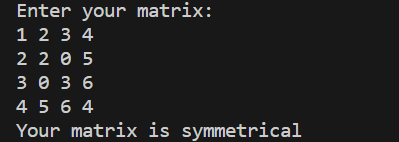 Enter your matrix:
1 2 3 4
2 2 0 5
3 0 3 6
4 5 6 4
Your matrix is symmetrical